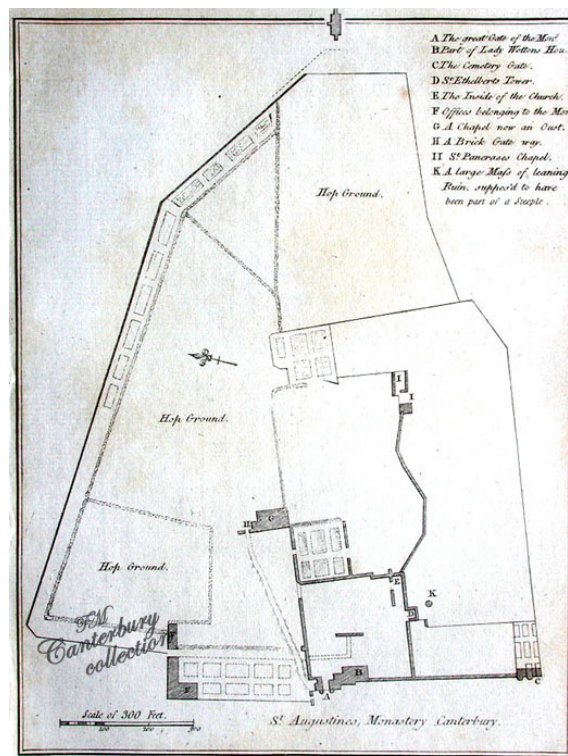 A The great Gate of the Mon.
B Part of Lady Wottons Hou.
C The Cemetery Gate.
D St. Ethelberts Tower.
E The Inside of the Church.
F Offices belonging to the Mon
G A Chapel now an Oust.
H A Brick Gate way.
II St. Pancrases Chapel.
K A large Mass of leaning
Ruin, suppos'd to have
been part of a Steeple.
Hop Ground.
I
I
Hop Ground.
H
G
Hop Ground.
E
K
D
FM
Canterbury
collection
F
B
F
A
C
Scale of 300 Feet.
100 200 300
St. Augustines, Monastery Canterbury.